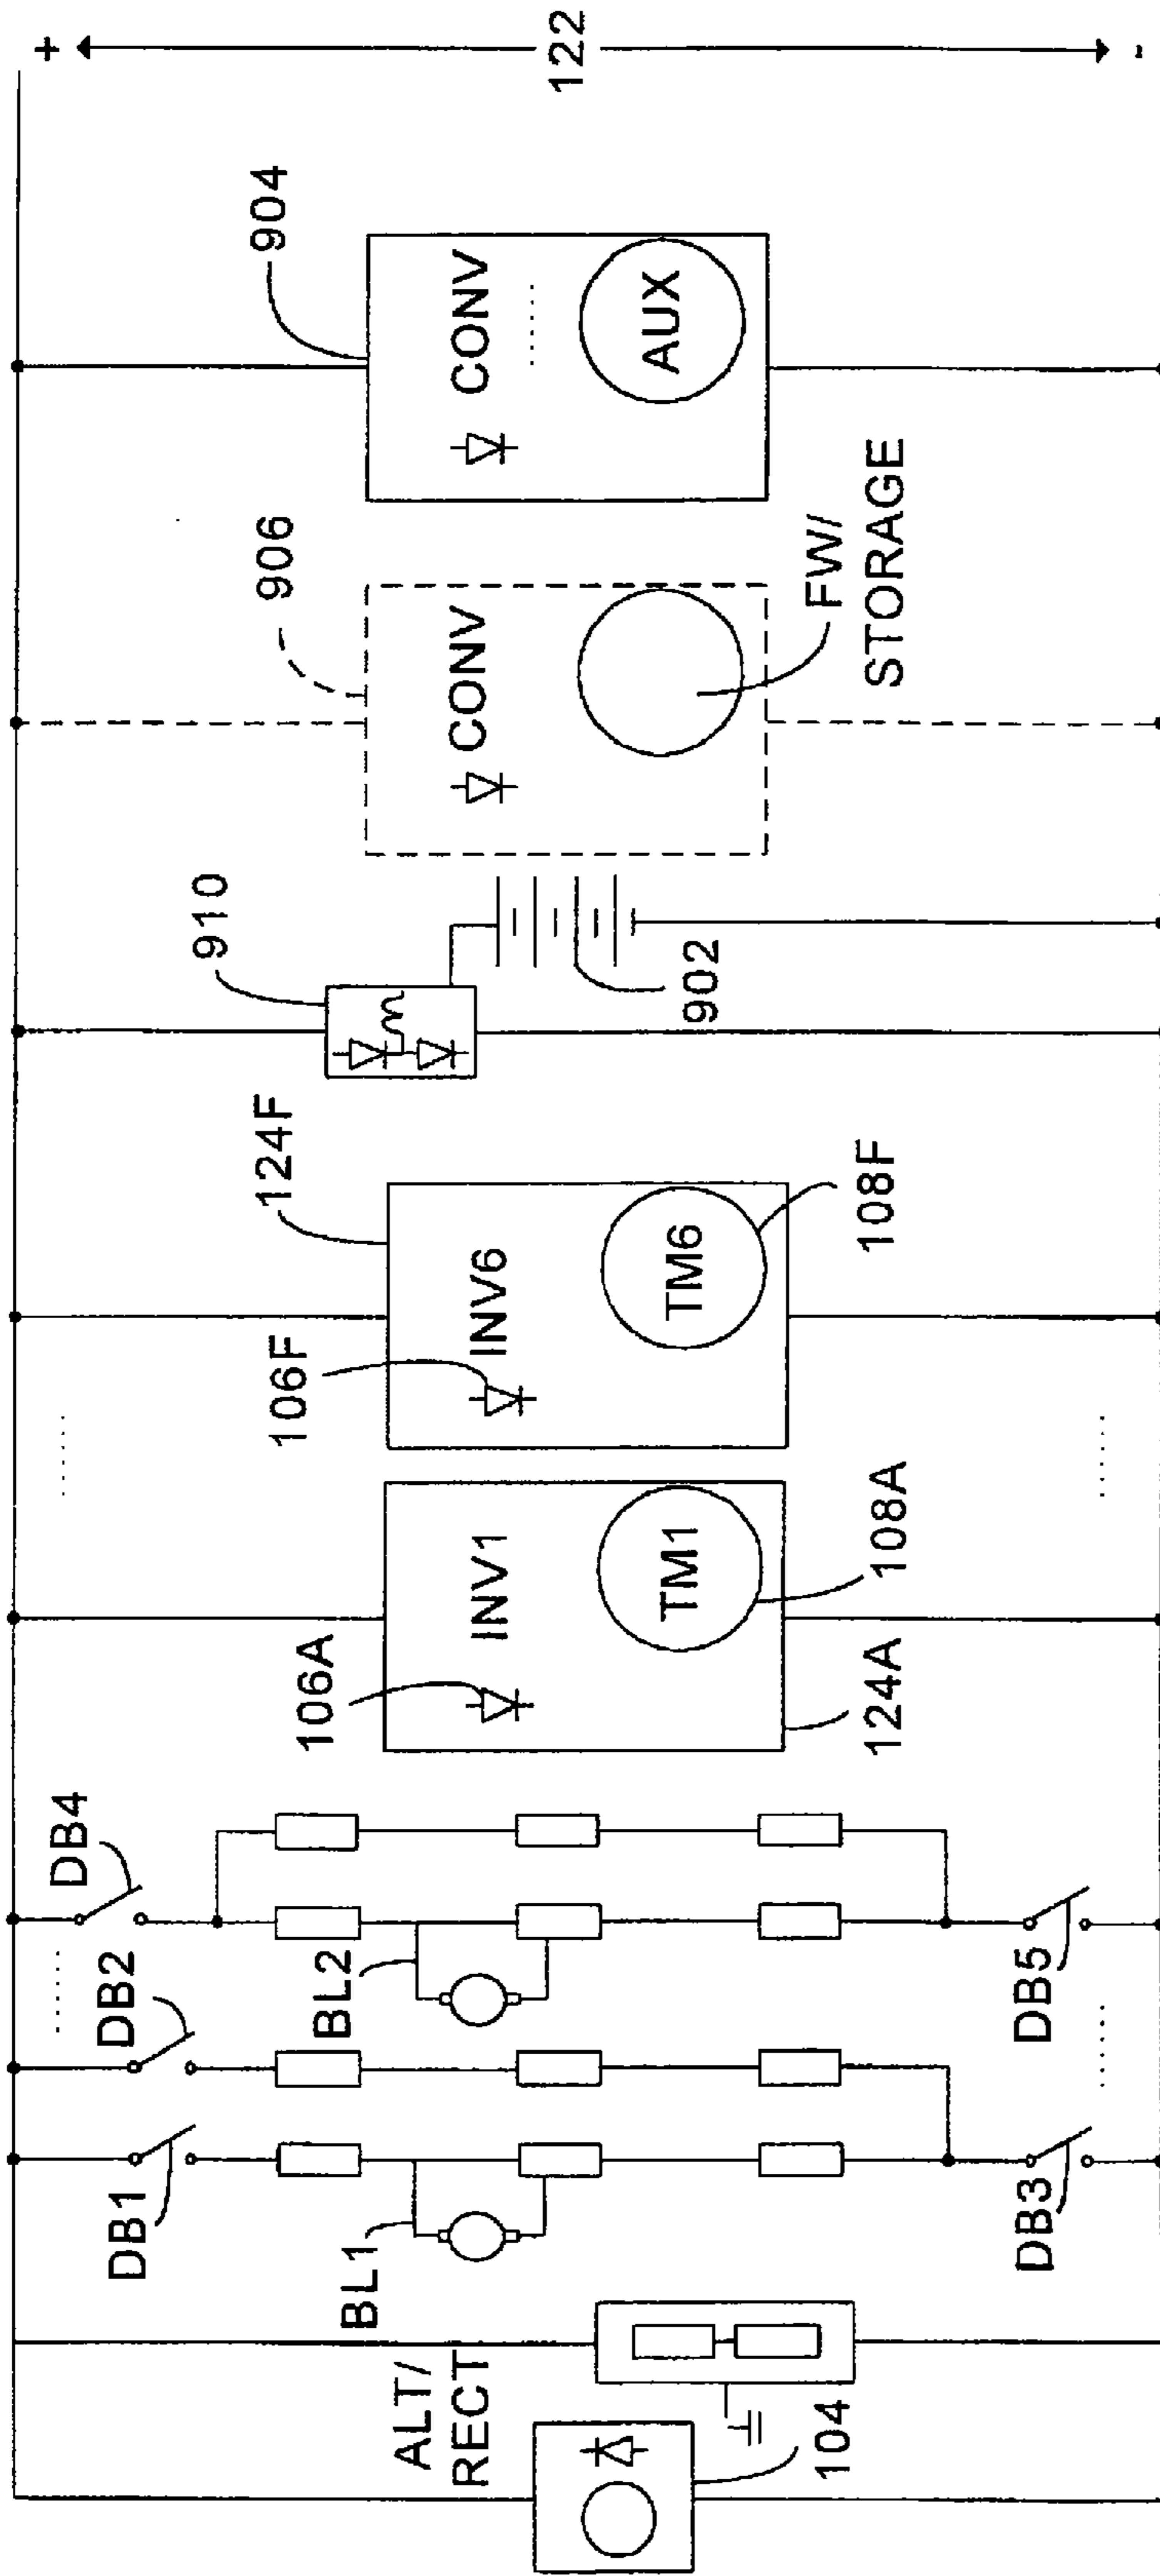 +
122
-
904
CONV
AUX
906
CONV
FW/
STORAGE
910
902
124F
106F
INV6
TM6
108F
106A
INV1
TM1
108A
124A
DB4
DB2
DB1
BL2
BL1
DB5
DB3
ALT/
RECT
104